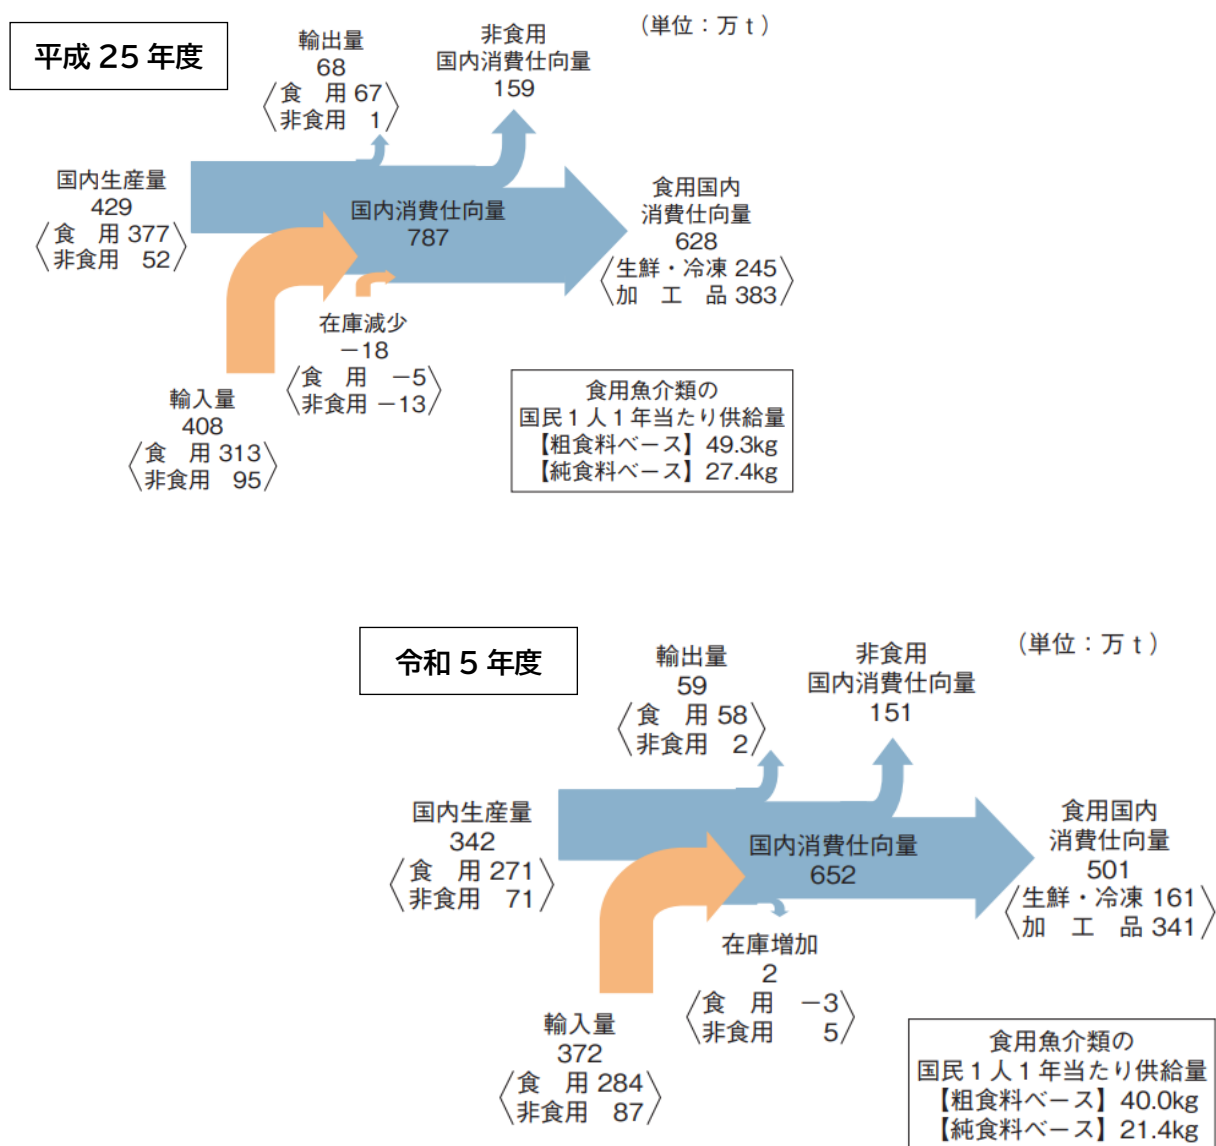 平成 25 年度
(単位：万 t )
輸出量
68
〈食　用 67
非食用　1〉
非食用
国内消費仕向量
159
国内生産量
429
〈食　用 377
非食用　52〉
国内消費仕向量
787
食用国内
消費仕向量
628
〈生鮮・冷凍 245
加　工　品 383〉
在庫減少
－18
〈食　用　－5
非食用 －13〉
輸入量
408
〈食　用 313
非食用　95〉
食用魚介類の
国民１人１年当たり供給量
【粗食料ベース】49.3kg
【純食料ベース】27.4kg
令和 5 年度
(単位：万 t )
輸出量
59
〈食　用 58
非食用　2〉
非食用
国内消費仕向量
151
国内生産量
342
〈食　用 271
非食用　71〉
国内消費仕向量
652
食用国内
消費仕向量
501
〈生鮮・冷凍 161
加　工　品 341〉
在庫増加
2
〈食　用　－3
非食用　5〉
輸入量
372
〈食　用 284
非食用　87〉
食用魚介類の
国民１人１年当たり供給量
【粗食料ベース】40.0kg
【純食料ベース】21.4kg